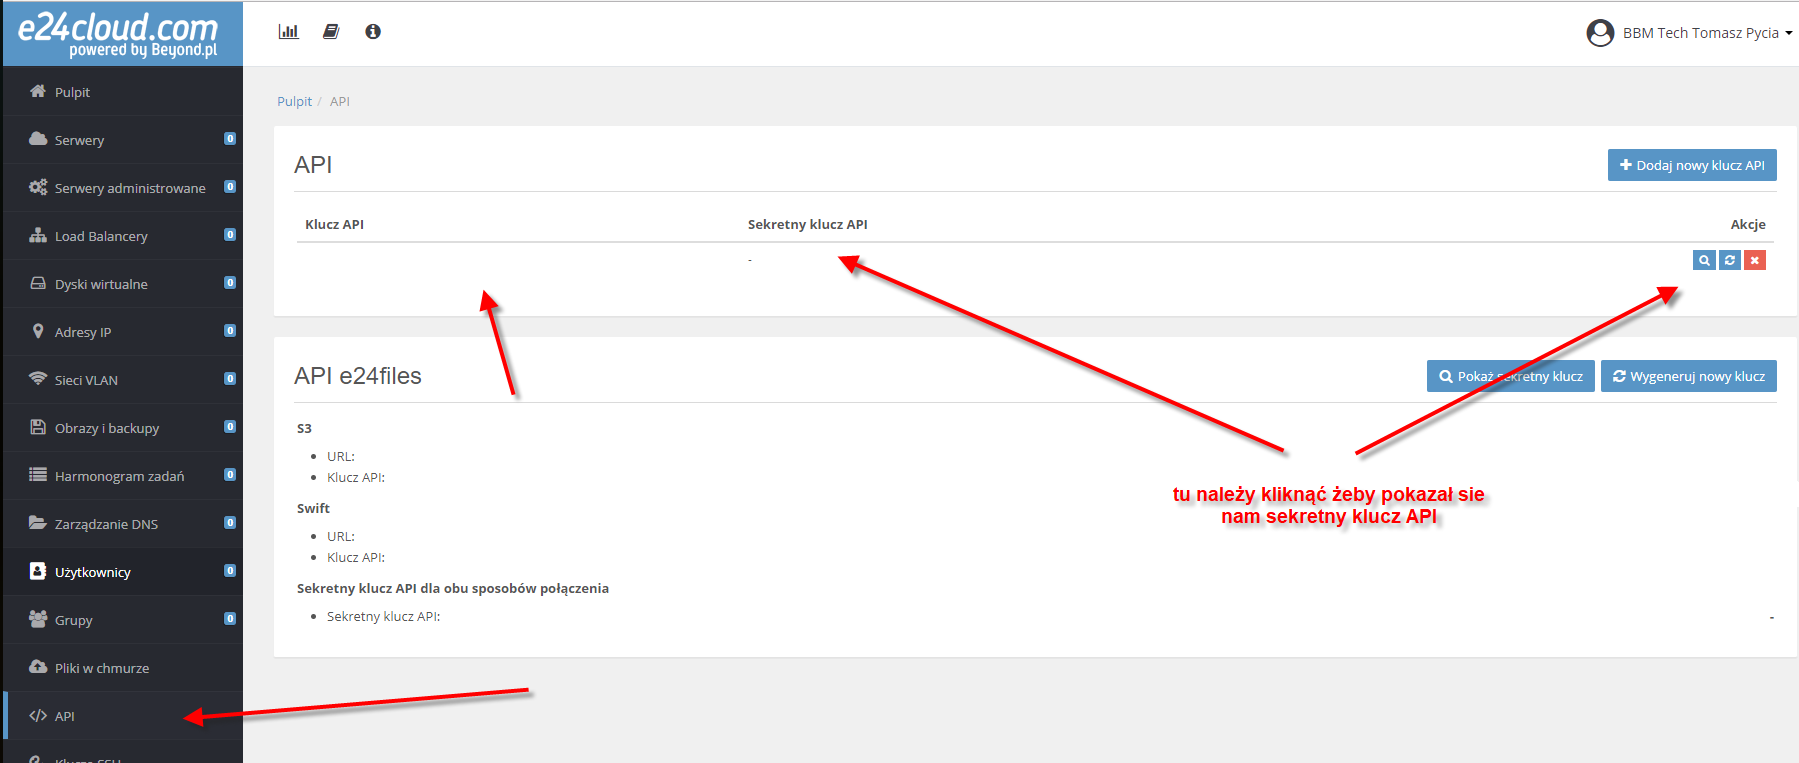 e24cloud.com
powered by Beyond.pl
BBM Tech Tomasz Pycia
Pulpit
Serwery 0
Serwery administrowane 0
Load Balancery 0
Dyski wirtualne 0
Adresy IP 0
Sieci VLAN 0
Obrazy i backupy 0
Harmonogram zadań 0
Zarządzanie DNS 0
Użytkownicy 0
Grupy 0
Pliki w chmurze
</> API
Klucze SSH
Pulpit / API
API
+ Dodaj nowy klucz API
Klucz API Sekretny klucz API Akcje
-
API e24files
Pokaż sekretny klucz Wygeneruj nowy klucz
S3
• URL:
• Klucz API:
Swift
• URL:
• Klucz API:
Sekretny klucz API dla obu sposobów połączenia
• Sekretny klucz API: -
tu należy kliknąć żeby pokazał sie
nam sekretny klucz API